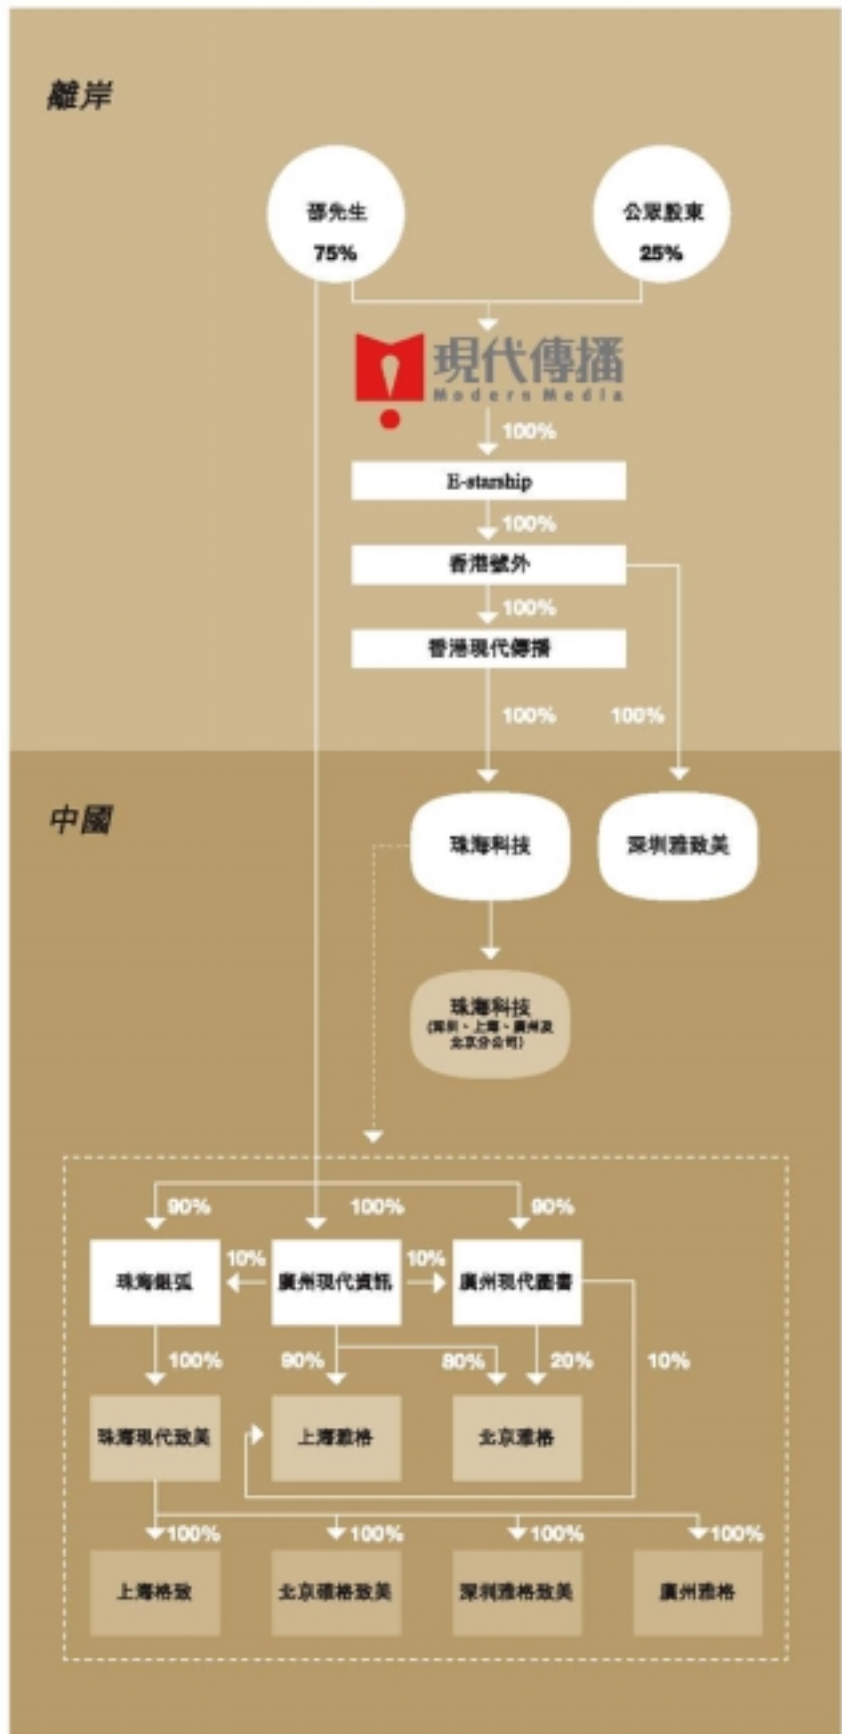 離岸
邵先生
75%
公眾股東
25%
現代傳播
Modern Media
100%
E-starship
100%
香港號外
100%
香港現代傳播
100%
100%
中國
珠海科技
深圳雅致美
珠海科技
(深圳、上海、廣州及
北京分公司)
90%
100%
90%
珠海銀弧
10%
廣州現代資訊
10%
廣州現代圖書
100%
90%
80%
20%
10%
珠海現代致美
上海雅格
北京雅格
100%
100%
100%
100%
上海格致
北京雅格致美
深圳雅格致美
廣州雅格